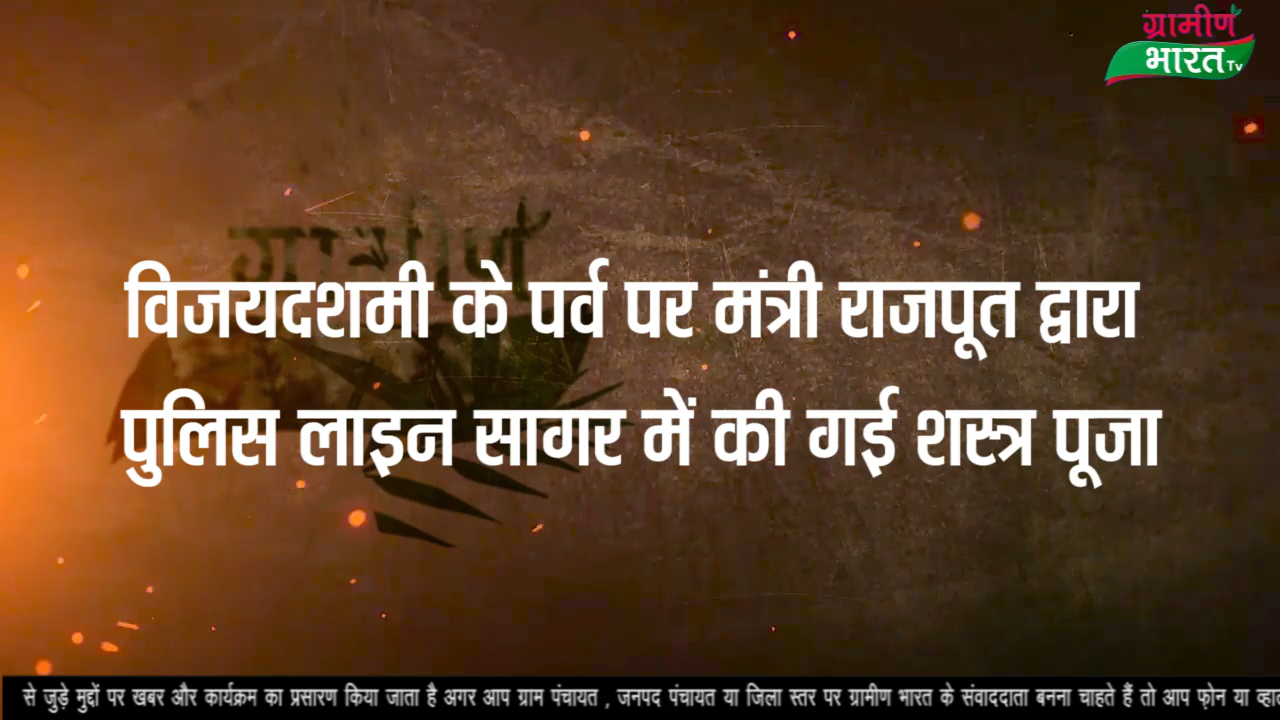 ग्रामीण
भारत Tv
ग्रामीण
विजयदशमी के पर्व पर मंत्री राजपूत द्वारा
पुलिस लाइन सागर में की गई शस्त्र पूजा
से जुड़े मुद्दों पर खबर और कार्यक्रम का प्रसारण किया जाता है अगर आप ग्राम पंचायत , जनपद पंचायत या जिला स्तर पर ग्रामीण भारत के संवाददाता बनना चाहते हैं तो आप फ़ोन या